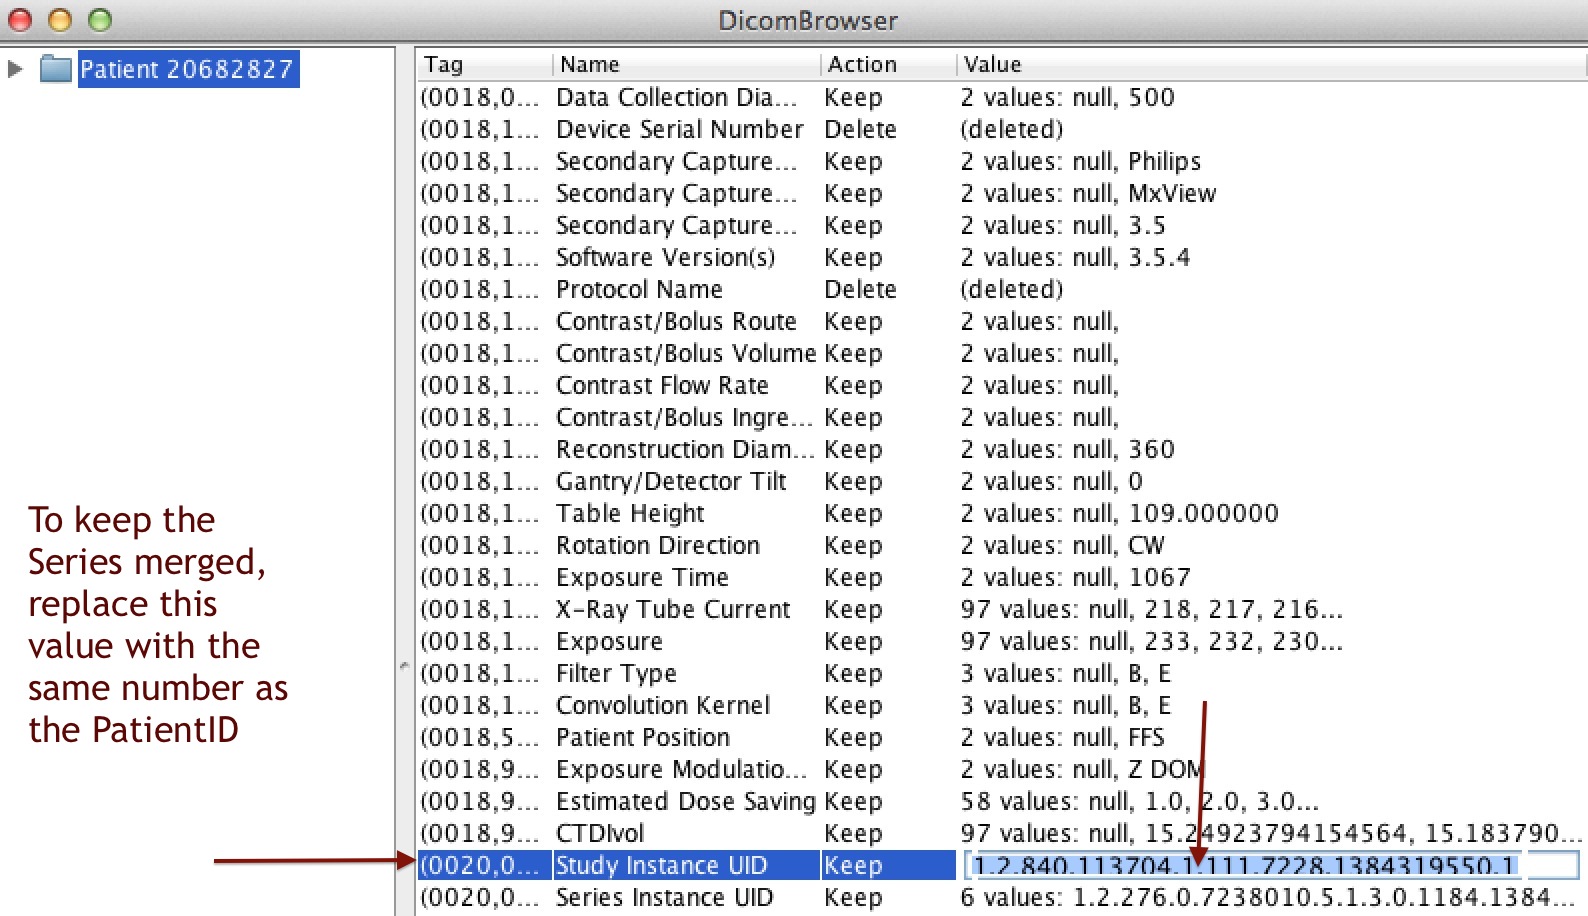 DicomBrowser
Patient 20682827
Tag Name Action Value
(0018,0... Data Collection Dia... Keep 2 values: null, 500
(0018,1... Device Serial Number Delete (deleted)
(0018,1... Secondary Capture... Keep 2 values: null, Philips
(0018,1... Secondary Capture... Keep 2 values: null, MxView
(0018,1... Secondary Capture... Keep 2 values: null, 3.5
(0018,1... Software Version(s) Keep 2 values: null, 3.5.4
(0018,1... Protocol Name Delete (deleted)
(0018,1... Contrast/Bolus Route Keep 2 values: null,
(0018,1... Contrast/Bolus Volume Keep 2 values: null,
(0018,1... Contrast Flow Rate Keep 2 values: null,
(0018,1... Contrast/Bolus Ingre... Keep 2 values: null,
(0018,1... Reconstruction Diam... Keep 2 values: null, 360
(0018,1... Gantry/Detector Tilt Keep 2 values: null, 0
(0018,1... Table Height Keep 2 values: null, 109.000000
(0018,1... Rotation Direction Keep 2 values: null, CW
(0018,1... Exposure Time Keep 2 values: null, 1067
(0018,1... X-Ray Tube Current Keep 97 values: null, 218, 217, 216...
(0018,1... Exposure Keep 97 values: null, 233, 232, 230...
(0018,1... Filter Type Keep 3 values: null, B, E
(0018,1... Convolution Kernel Keep 3 values: null, B, E
(0018,5... Patient Position Keep 2 values: null, FFS
(0018,9... Exposure Modulatio... Keep 2 values: null, Z DOM
(0018,9... Estimated Dose Saving Keep 58 values: null, 1.0, 2.0, 3.0...
(0018,9... CTDIvol Keep 97 values: null, 15.24923794154564, 15.183790...
(0020,0... Study Instance UID Keep 1.2.840.113704.1.111.7228.1384319550.1
(0020,0... Series Instance UID Keep 6 values: 1.2.276.0.7238010.5.1.3.0.1184.1384...
To keep the
Series merged,
replace this
value with the
same number as
the PatientID